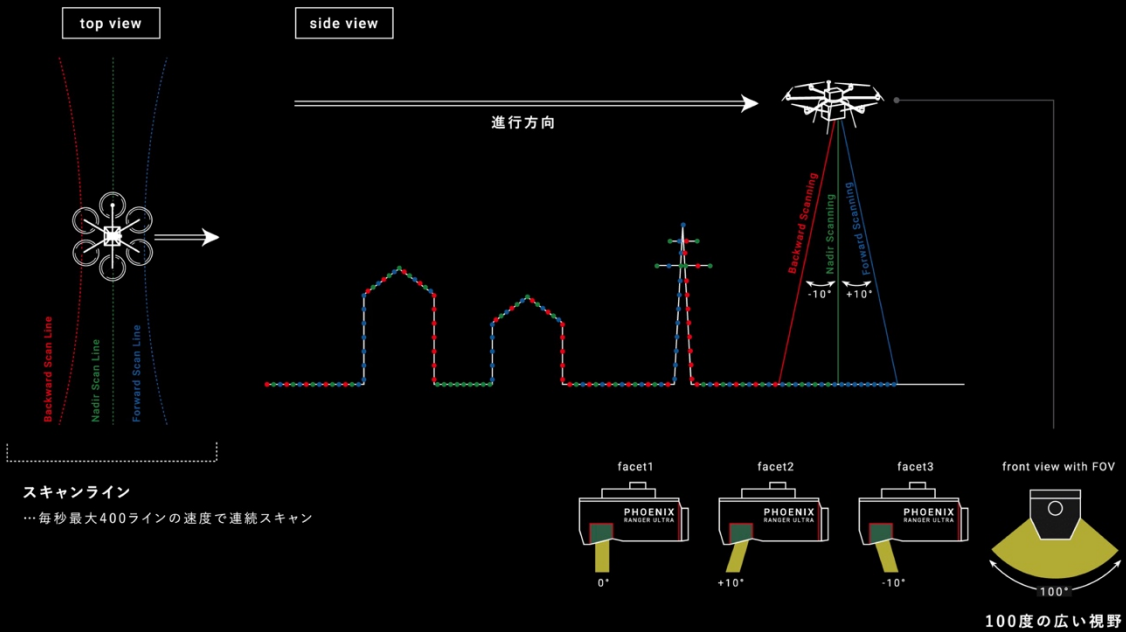 top view
side view
進行方向
Backward Scanning
Nadir Scanning
Forward Scanning
-10°
+10°
Backward Scan Line
Nadir Scan Line
Forward Scan Line
スキャンライン
…毎秒最大400ラインの速度で連続スキャン
facet1
PHOENIX
RANGER ULTRA
0°
facet2
PHOENIX
RANGER ULTRA
+10°
facet3
PHOENIX
RANGER ULTRA
-10°
front view with FOV
100°
100度の広い視野